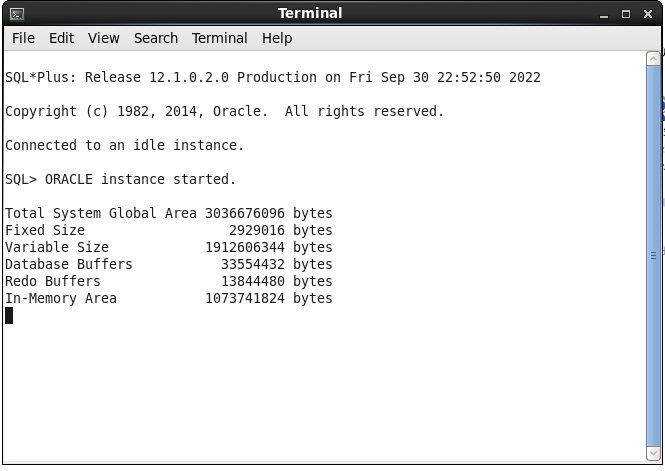 Terminal
File Edit View Search Terminal Help
SQL*Plus: Release 12.1.0.2.0 Production on Fri Sep 30 22:52:50 2022
Copyright (c) 1982, 2014, Oracle.  All rights reserved.
Connected to an idle instance.
SQL> ORACLE instance started.
Total System Global Area 3036676096 bytes
Fixed Size                  2929016 bytes
Variable Size            1912606344 bytes
Database Buffers           33554432 bytes
Redo Buffers               13844480 bytes
In-Memory Area           1073741824 bytes